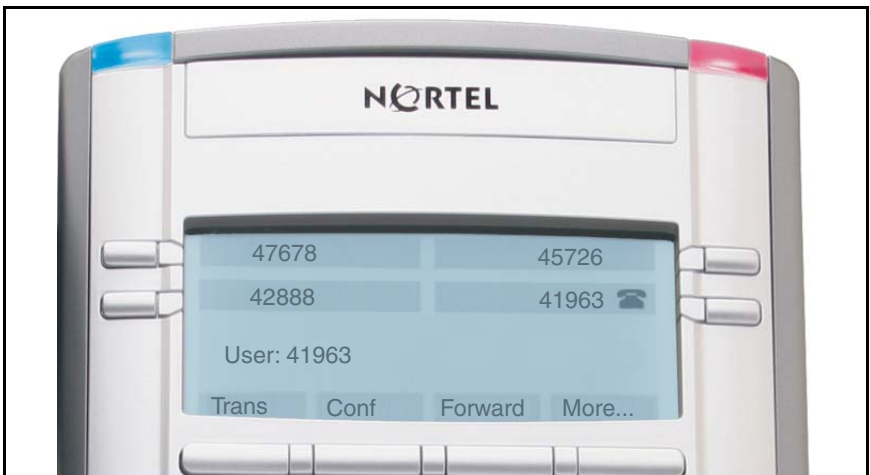 NORTEL
47678 45726
42888 41963
User: 41963
Trans Conf Forward More...